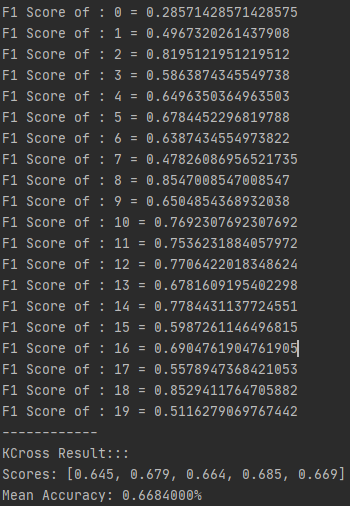 F1 Score of : 0 = 0.28571428571428575
F1 Score of : 1 = 0.4967320261437908
F1 Score of : 2 = 0.8195121951219512
F1 Score of : 3 = 0.5863874345549738
F1 Score of : 4 = 0.6496350364963503
F1 Score of : 5 = 0.6784452296819788
F1 Score of : 6 = 0.6387434554973822
F1 Score of : 7 = 0.47826086956521735
F1 Score of : 8 = 0.8547008547008547
F1 Score of : 9 = 0.6504854368932038
F1 Score of : 10 = 0.7692307692307692
F1 Score of : 11 = 0.7536231884057972
F1 Score of : 12 = 0.7706422018348624
F1 Score of : 13 = 0.6781609195402298
F1 Score of : 14 = 0.7784431137724551
F1 Score of : 15 = 0.5987261146496815
F1 Score of : 16 = 0.6904761904761905
F1 Score of : 17 = 0.5578947368421053
F1 Score of : 18 = 0.8529411764705882
F1 Score of : 19 = 0.5116279069767442
------------
KCross Result:::
Scores: [0.645, 0.679, 0.664, 0.685, 0.669]
Mean Accuracy: 0.6684000%